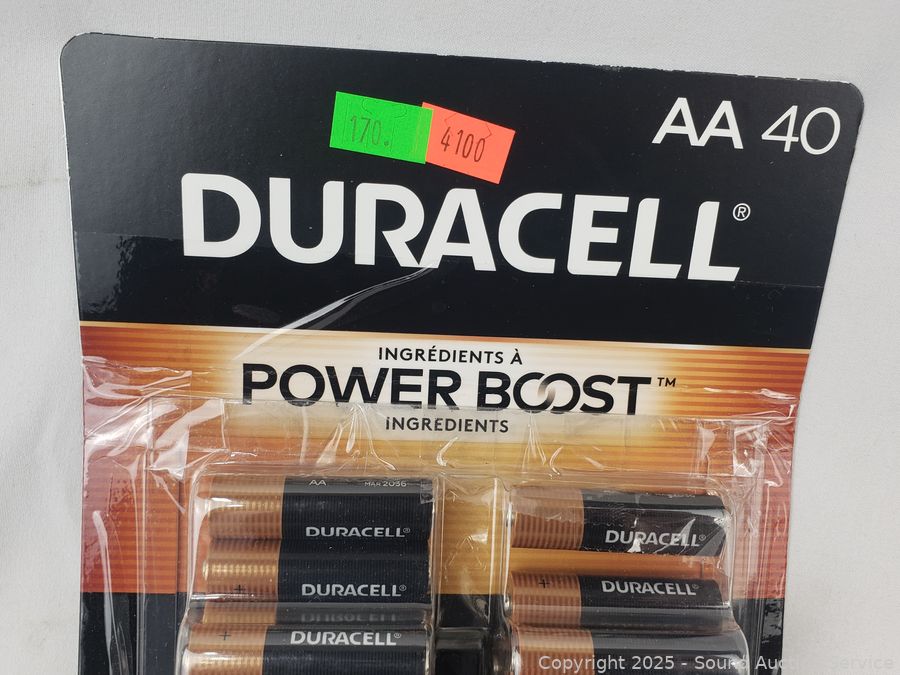 AA 40
170.
4100
DURACELL®
INGRÉDIENTS À
POWER BOOST™
INGREDIENTS
AA MAR 2036
DURACELL®
DURACELL®
+ DURACELL®
+ DURACELL®
DURACELL
+ DURACELL®
Copyright 2025 - Sound Auction Service